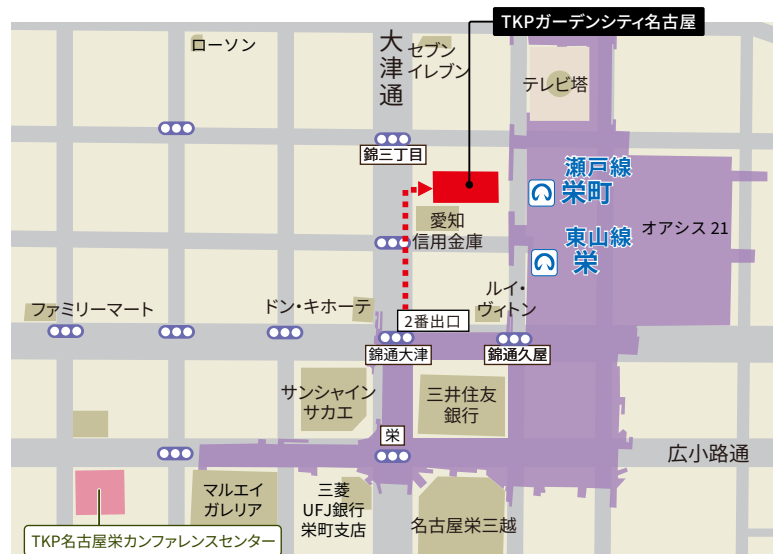 TKPガーデンシティ名古屋
ローソン
大津通
セブン
イレブン
テレビ塔
錦三丁目
瀬戸線
栄町
愛知
信用金庫
オアシス21
東山線
栄
ファミリーマート
ドン・キホーテ
ルイ・
ヴィトン
2番出口
錦通大津
錦通久屋
サンシャイン
サカエ
三井住友
銀行
栄
広小路通
マルエイ
ガレリア
三菱
UFJ銀行
栄町支店
名古屋栄三越
TKP名古屋栄カンファレンスセンター